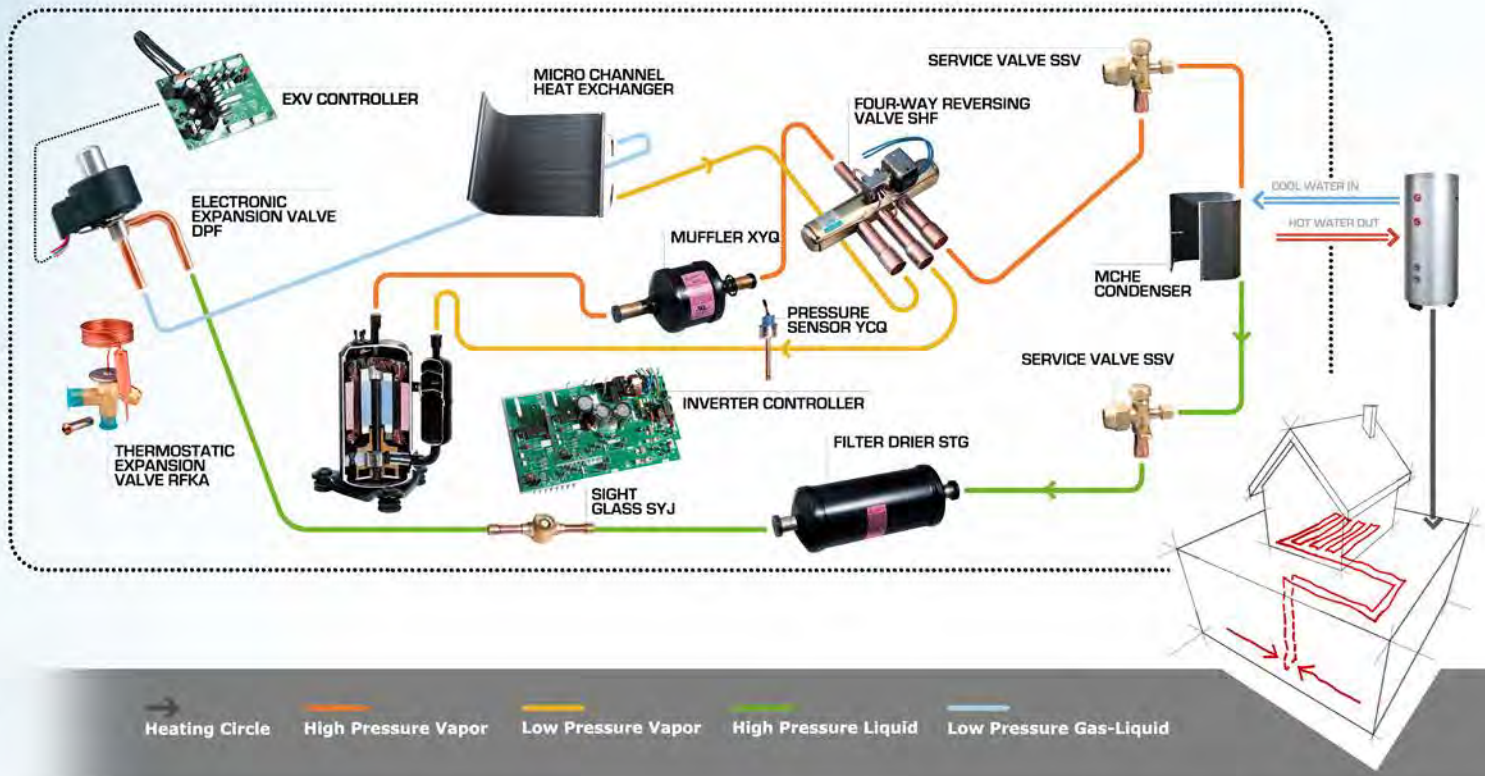 EXV CONTROLLER
MICRO CHANNEL
HEAT EXCHANGER
SERVICE VALVE SSV
FOUR-WAY REVERSING
VALVE SHF
ELECTRONIC
EXPANSION VALVE
DPF
COOL WATER IN
HOT WATER OUT
MUFFLER XYQ
MCHE
CONDENSER
PRESSURE
SENSOR YCQ
SERVICE VALVE SSV
INVERTER CONTROLLER
THERMOSTATIC
EXPANSION
VALVE RFKA
FILTER DRIER STG
SIGHT
GLASS SYJ
Heating Circle
High Pressure Vapor
Low Pressure Vapor
High Pressure Liquid
Low Pressure Gas-Liquid